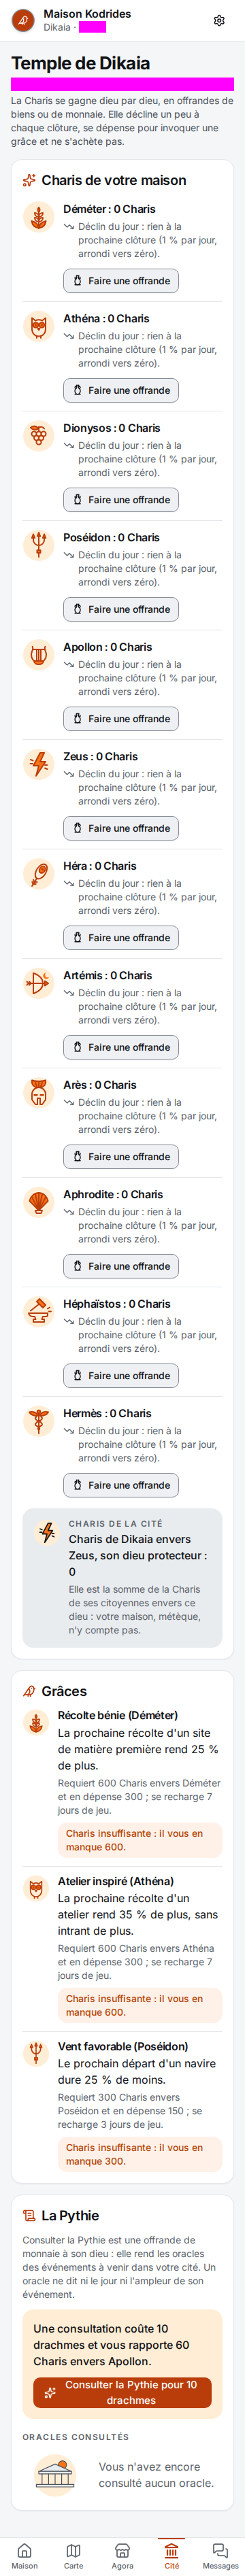 Maison Kodrides
Dikaia ·
Temple de Dikaia
La Charis se gagne dieu par dieu, en offrandes de
biens ou de monnaie. Elle décline un peu à
chaque clôture, se dépense pour invoquer une
grâce et ne s'achète pas.
Charis de votre maison
Déméter : 0 Charis
Déclin du jour : rien à la
prochaine clôture (1 % par jour,
arrondi vers zéro).
Faire une offrande
Athéna : 0 Charis
Déclin du jour : rien à la
prochaine clôture (1 % par jour,
arrondi vers zéro).
Faire une offrande
Dionysos : 0 Charis
Déclin du jour : rien à la
prochaine clôture (1 % par jour,
arrondi vers zéro).
Faire une offrande
Poséidon : 0 Charis
Déclin du jour : rien à la
prochaine clôture (1 % par jour,
arrondi vers zéro).
Faire une offrande
Apollon : 0 Charis
Déclin du jour : rien à la
prochaine clôture (1 % par jour,
arrondi vers zéro).
Faire une offrande
Zeus : 0 Charis
Déclin du jour : rien à la
prochaine clôture (1 % par jour,
arrondi vers zéro).
Faire une offrande
Héra : 0 Charis
Déclin du jour : rien à la
prochaine clôture (1 % par jour,
arrondi vers zéro).
Faire une offrande
Artémis : 0 Charis
Déclin du jour : rien à la
prochaine clôture (1 % par jour,
arrondi vers zéro).
Faire une offrande
Arès : 0 Charis
Déclin du jour : rien à la
prochaine clôture (1 % par jour,
arrondi vers zéro).
Faire une offrande
Aphrodite : 0 Charis
Déclin du jour : rien à la
prochaine clôture (1 % par jour,
arrondi vers zéro).
Faire une offrande
Héphaïstos : 0 Charis
Déclin du jour : rien à la
prochaine clôture (1 % par jour,
arrondi vers zéro).
Faire une offrande
Hermès : 0 Charis
Déclin du jour : rien à la
prochaine clôture (1 % par jour,
arrondi vers zéro).
Faire une offrande
CHARIS DE LA CITÉ
Charis de Dikaia envers
Zeus, son dieu protecteur :
0
Elle est la somme de la Charis
de ses citoyennes envers ce
dieu : votre maison, métèque,
n'y compte pas.
Grâces
Récolte bénie (Déméter)
La prochaine récolte d'un site
de matière première rend 25 %
de plus.
Requiert 600 Charis envers Déméter
et en dépense 300 ; se recharge 7
jours de jeu.
Charis insuffisante : il vous en
manque 600.
Atelier inspiré (Athéna)
La prochaine récolte d'un
atelier rend 35 % de plus, sans
intrant de plus.
Requiert 600 Charis envers Athéna
et en dépense 300 ; se recharge 7
jours de jeu.
Charis insuffisante : il vous en
manque 600.
Vent favorable (Poséidon)
Le prochain départ d'un navire
dure 25 % de moins.
Requiert 300 Charis envers
Poséidon et en dépense 150 ; se
recharge 3 jours de jeu.
Charis insuffisante : il vous en
manque 300.
La Pythie
Consulter la Pythie est une offrande de
monnaie à son dieu : elle rend les oracles
des événements à venir dans votre cité. Un
oracle ne dit ni le jour ni l'ampleur de son
événement.
Une consultation coûte 10
drachmes et vous rapporte 60
Charis envers Apollon.
Consulter la Pythie pour 10
drachmes
ORACLES CONSULTÉS
Vous n'avez encore
consulté aucun oracle.
Maison
Carte
Agora
Cité
Messages